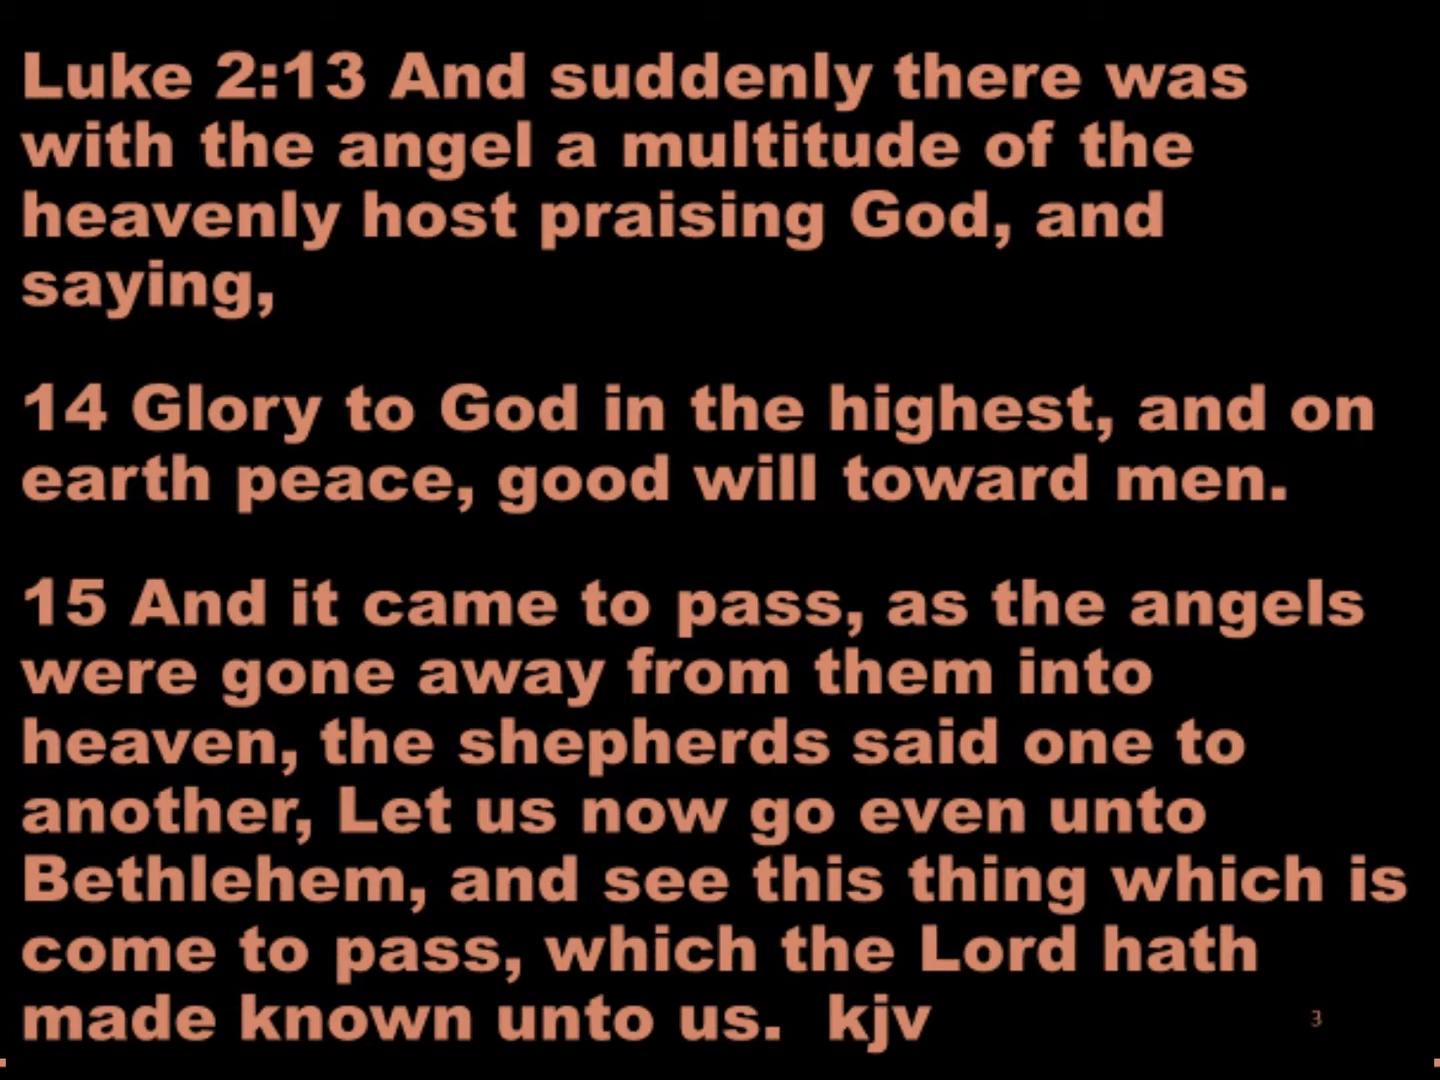 Luke 2:13 And suddenly there was
with the angel a multitude of the
heavenly host praising God, and
saying,
14 Glory to God in the highest, and on
earth peace, good will toward men.
15 And it came to pass, as the angels
were gone away from them into
heaven, the shepherds said one to
another, Let us now go even unto
Bethlehem, and see this thing which is
come to pass, which the Lord hath
made known unto us.  kjv
3